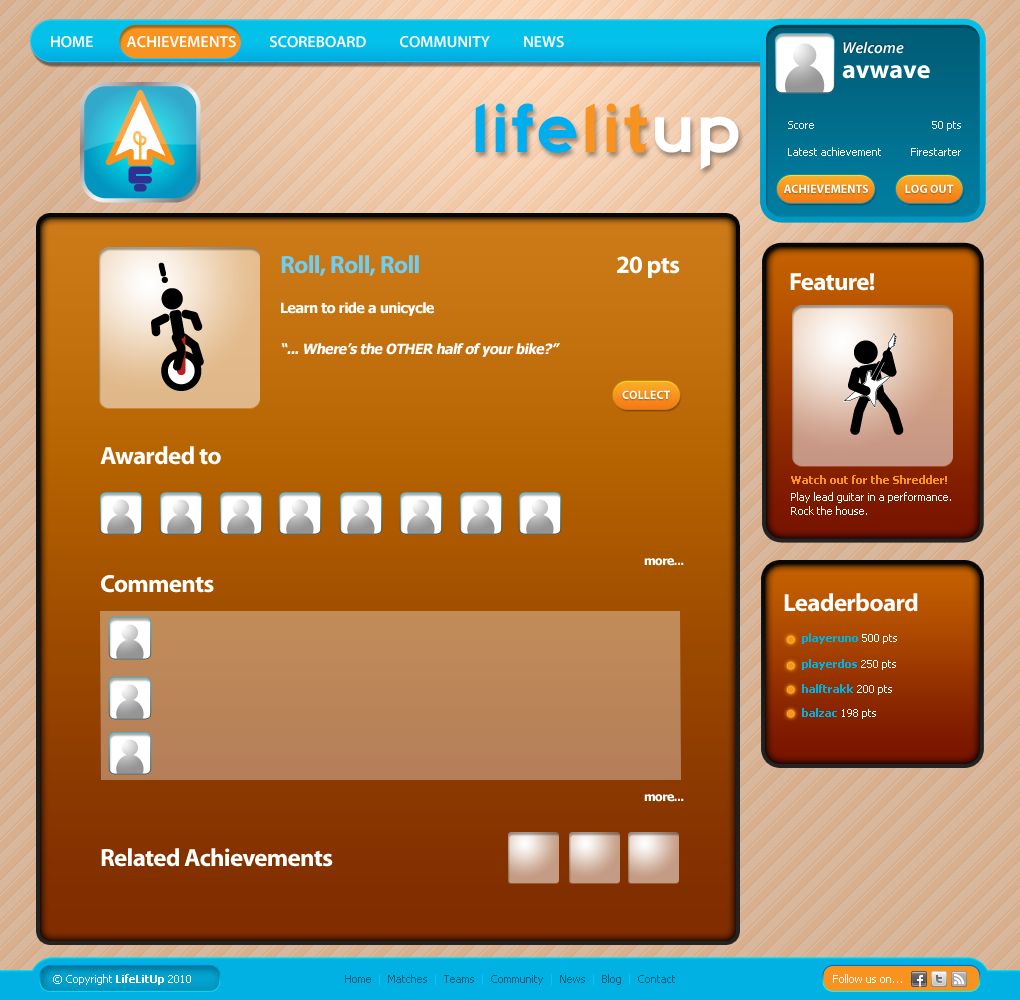 HOME ACHIEVEMENTS SCOREBOARD COMMUNITY NEWS
Welcome
avwave
Score 50 pts
Latest achievement Firestarter
ACHIEVEMENTS LOG OUT
lifelitup
Roll, Roll, Roll 20 pts
Learn to ride a unicycle
“... Where’s the OTHER half of your bike?”
COLLECT
Awarded to
more...
Comments
more...
Related Achievements
Feature!
Watch out for the Shredder!
Play lead guitar in a performance.
Rock the house.
Leaderboard
playeruno 500 pts
playerdos 250 pts
halftrakk 200 pts
balzac 198 pts
© Copyright LifeLitUp 2010
Home | Matches | Teams | Community | News | Blog | Contact
Follow us on...